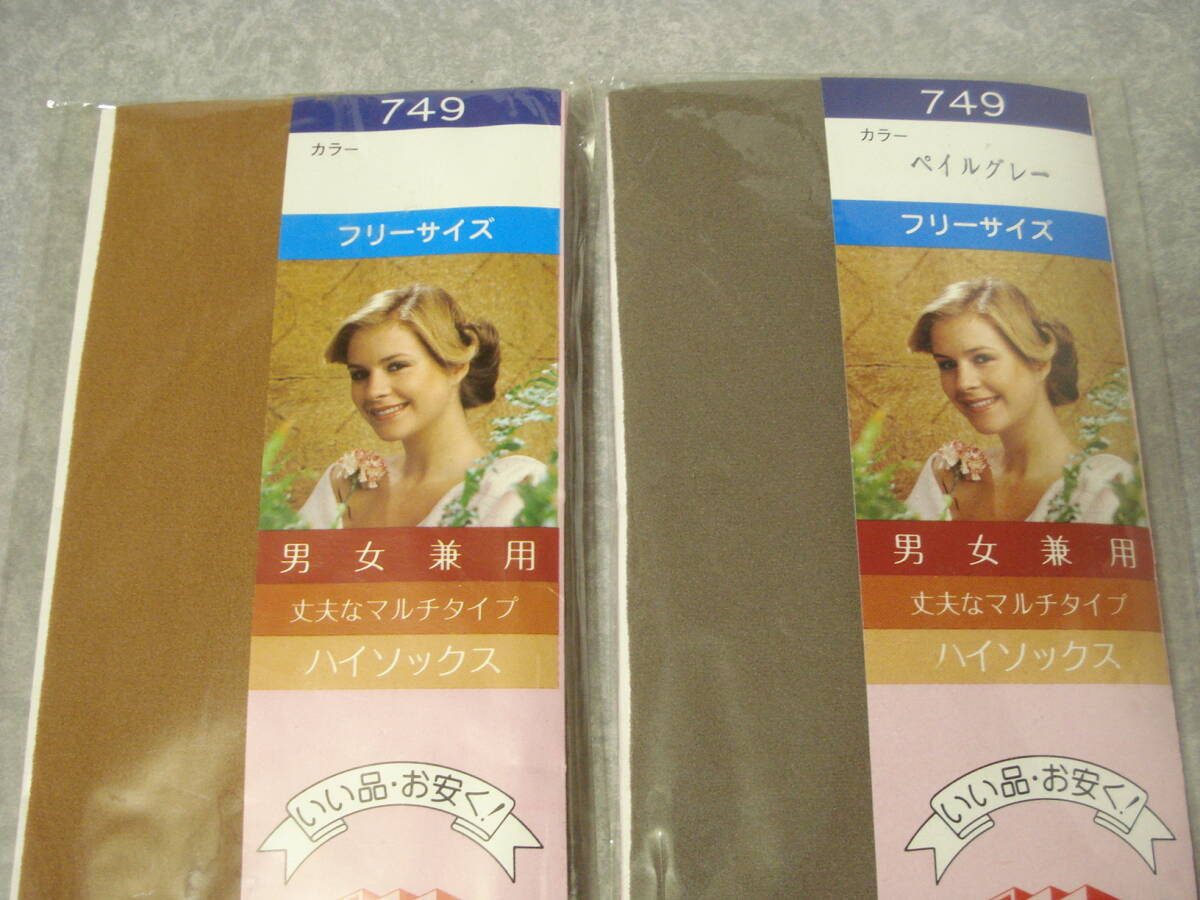 749
カラー
フリーサイズ
男女兼用
丈夫なマルチタイプ
ハイソックス
いい品・お安く!
749
カラー
ペイルグレー
フリーサイズ
男女兼用
丈夫なマルチタイプ
ハイソックス
いい品・お安く!